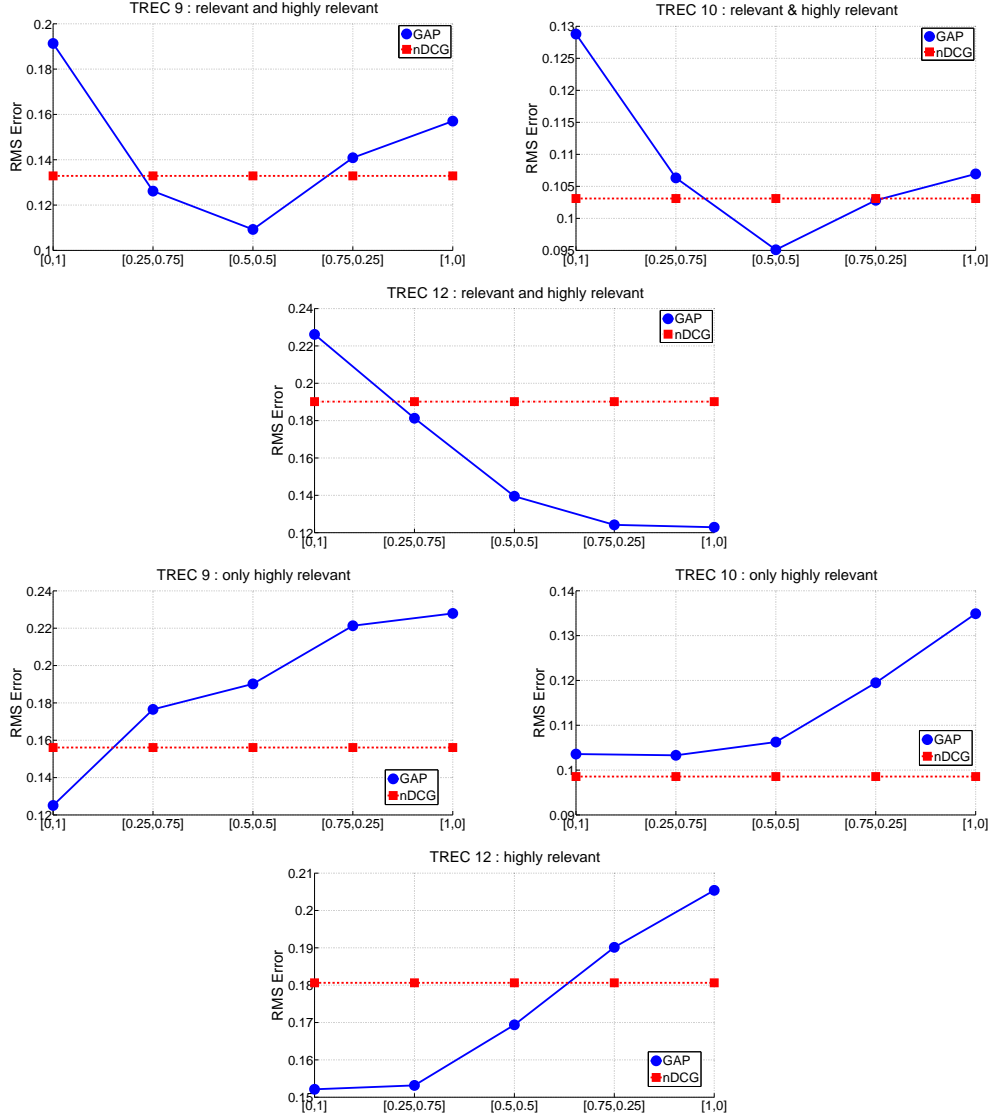 TREC 9 : relevant and highly relevant
0.2
0.18
0.16
0.14
0.12
0.1
RMS Error
GAP
nDCG
[0,1] [0.25,0.75] [0.5,0.5] [0.75,0.25] [1,0]
TREC 10 : relevant & highly relevant
0.13
0.125
0.12
0.115
0.11
0.105
0.1
0.095
RMS Error
GAP
nDCG
[0,1] [0.25,0.75] [0.5,0.5] [0.75,0.25] [1,0]
TREC 12 : relevant and highly relevant
0.24
0.22
0.2
0.18
0.16
0.14
0.12
RMS Error
GAP
nDCG
[0,1] [0.25,0.75] [0.5,0.5] [0.75,0.25] [1,0]
TREC 9 : only highly relevant
0.24
0.22
0.2
0.18
0.16
0.14
0.12
RMS Error
GAP
nDCG
[0,1] [0.25,0.75] [0.5,0.5] [0.75,0.25] [1,0]
TREC 10 : only highly relevant
0.14
0.13
0.12
0.11
0.1
0.09
RMS Error
GAP
nDCG
[0,1] [0.25,0.75] [0.5,0.5] [0.75,0.25] [1,0]
TREC 12 : highly relevant
0.21
0.2
0.19
0.18
0.17
0.16
0.15
RMS Error
GAP
nDCG
[0,1] [0.25,0.75] [0.5,0.5] [0.75,0.25] [1,0]